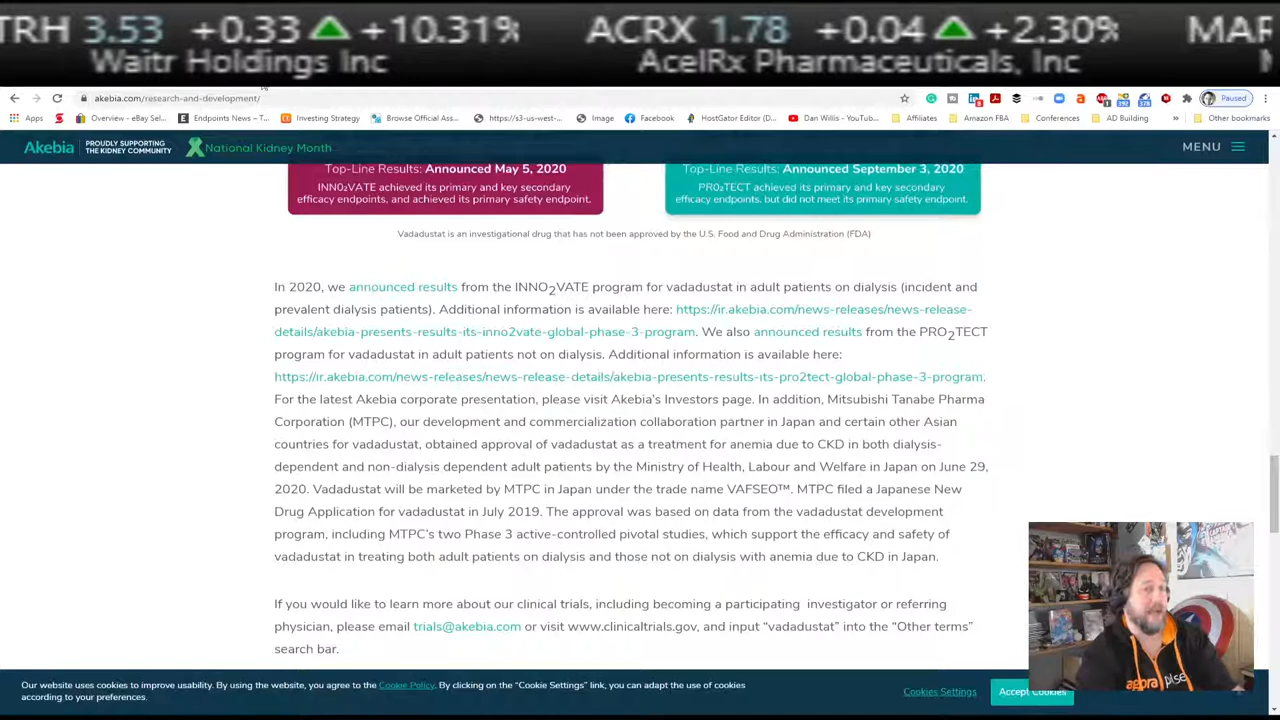 TRH 3.53 +0.33 +10.31% ACRX 1.78 +0.04 +2.30% MAR
Waitr Holdings Inc AcelRx Pharmaceuticals, Inc
akebia.com/research-and-development/ Paused
Apps Overview - eBay Sel... Endpoints News – T... Investing Strategy Browse Official Ass... https://s3-us-west-... Image Facebook HostGator Editor (D... Dan Willis - YouTub... Affiliates Amazon FBA Conferences AD Building » Other bookmarks
Akebia PROUDLY SUPPORTING THE KIDNEY COMMUNITY National Kidney Month MENU
Top-Line Results: Announced May 5, 2020
INNO₂VATE achieved its primary and key secondary
efficacy endpoints, and achieved its primary safety endpoint.
Top-Line Results: Announced September 3, 2020
PRO₂TECT achieved its primary and key secondary
efficacy endpoints, but did not meet its primary safety endpoint.
Vadadustat is an investigational drug that has not been approved by the U.S. Food and Drug Administration (FDA)
In 2020, we announced results from the INNO2VATE program for vadadustat in adult patients on dialysis (incident and
prevalent dialysis patients). Additional information is available here: https://ir.akebia.com/news-releases/news-release-
details/akebia-presents-results-its-inno2vate-global-phase-3-program. We also announced results from the PRO2TECT
program for vadadustat in adult patients not on dialysis. Additional information is available here:
https://ir.akebia.com/news-releases/news-release-details/akebia-presents-results-its-pro2tect-global-phase-3-program.
For the latest Akebia corporate presentation, please visit Akebia's Investors page. In addition, Mitsubishi Tanabe Pharma
Corporation (MTPC), our development and commercialization collaboration partner in Japan and certain other Asian
countries for vadadustat, obtained approval of vadadustat as a treatment for anemia due to CKD in both dialysis-
dependent and non-dialysis dependent adult patients by the Ministry of Health, Labour and Welfare in Japan on June 29,
2020. Vadadustat will be marketed by MTPC in Japan under the trade name VAFSEO™. MTPC filed a Japanese New
Drug Application for vadadustat in July 2019. The approval was based on data from the vadadustat development
program, including MTPC's two Phase 3 active-controlled pivotal studies, which support the efficacy and safety of
vadadustat in treating both adult patients on dialysis and those not on dialysis with anemia due to CKD in Japan.
If you would like to learn more about our clinical trials, including becoming a participating investigator or referring
physician, please email trials@akebia.com or visit www.clinicaltrials.gov, and input "vadadustat" into the "Other terms"
search bar.
Our website uses cookies to improve usability. By using the website, you agree to the Cookie Policy. By clicking on the "Cookie Settings" link, you can adapt the use of cookies
according to your preferences.
Cookies Settings Accept Cookies
agora pulse